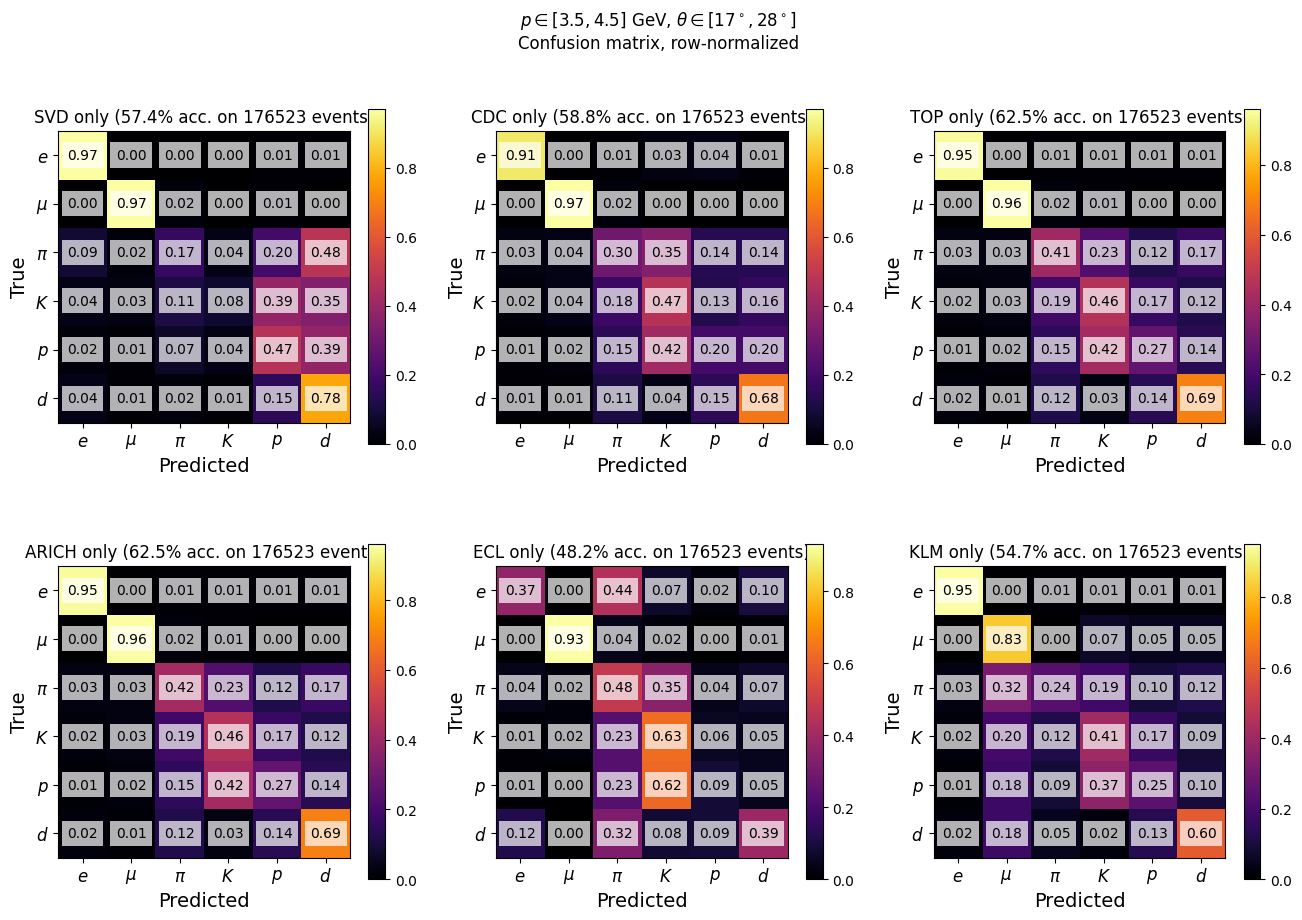 p ∈ [3.5, 4.5] GeV, θ ∈ [17°, 28°]
Confusion matrix, row-normalized
SVD only (57.4% acc. on 176523 events
True
e 0.97 0.00 0.00 0.00 0.01 0.01
μ 0.00 0.97 0.02 0.00 0.01 0.00
π 0.09 0.02 0.17 0.04 0.20 0.48
K 0.04 0.03 0.11 0.08 0.39 0.35
p 0.02 0.01 0.07 0.04 0.47 0.39
d 0.04 0.01 0.02 0.01 0.15 0.78
e μ π K p d
Predicted
0.8
0.6
0.4
0.2
0.0
CDC only (58.8% acc. on 176523 events
True
e 0.91 0.00 0.01 0.03 0.04 0.01
μ 0.00 0.97 0.02 0.00 0.00 0.00
π 0.03 0.04 0.30 0.35 0.14 0.14
K 0.02 0.04 0.18 0.47 0.13 0.16
p 0.01 0.02 0.15 0.42 0.20 0.20
d 0.01 0.01 0.11 0.04 0.15 0.68
e μ π K p d
Predicted
0.8
0.6
0.4
0.2
0.0
TOP only (62.5% acc. on 176523 events
True
e 0.95 0.00 0.01 0.01 0.01 0.01
μ 0.00 0.96 0.02 0.01 0.00 0.00
π 0.03 0.03 0.41 0.23 0.12 0.17
K 0.02 0.03 0.19 0.46 0.17 0.12
p 0.01 0.02 0.15 0.42 0.27 0.14
d 0.02 0.01 0.12 0.03 0.14 0.69
e μ π K p d
Predicted
0.8
0.6
0.4
0.2
0.0
ARICH only (62.5% acc. on 176523 event
True
e 0.95 0.00 0.01 0.01 0.01 0.01
μ 0.00 0.96 0.02 0.01 0.00 0.00
π 0.03 0.03 0.42 0.23 0.12 0.17
K 0.02 0.03 0.19 0.46 0.17 0.12
p 0.01 0.02 0.15 0.42 0.27 0.14
d 0.02 0.01 0.12 0.03 0.14 0.69
e μ π K p d
Predicted
0.8
0.6
0.4
0.2
0.0
ECL only (48.2% acc. on 176523 events)
True
e 0.37 0.00 0.44 0.07 0.02 0.10
μ 0.00 0.93 0.04 0.02 0.00 0.01
π 0.04 0.02 0.48 0.35 0.04 0.07
K 0.01 0.02 0.23 0.63 0.06 0.05
p 0.01 0.00 0.23 0.62 0.09 0.05
d 0.12 0.00 0.32 0.08 0.09 0.39
e μ π K p d
Predicted
0.8
0.6
0.4
0.2
0.0
KLM only (54.7% acc. on 176523 events
True
e 0.95 0.00 0.01 0.01 0.01 0.01
μ 0.00 0.83 0.00 0.07 0.05 0.05
π 0.03 0.32 0.24 0.19 0.10 0.12
K 0.02 0.20 0.12 0.41 0.17 0.09
p 0.01 0.18 0.09 0.37 0.25 0.10
d 0.02 0.18 0.05 0.02 0.13 0.60
e μ π K p d
Predicted
0.8
0.6
0.4
0.2
0.0